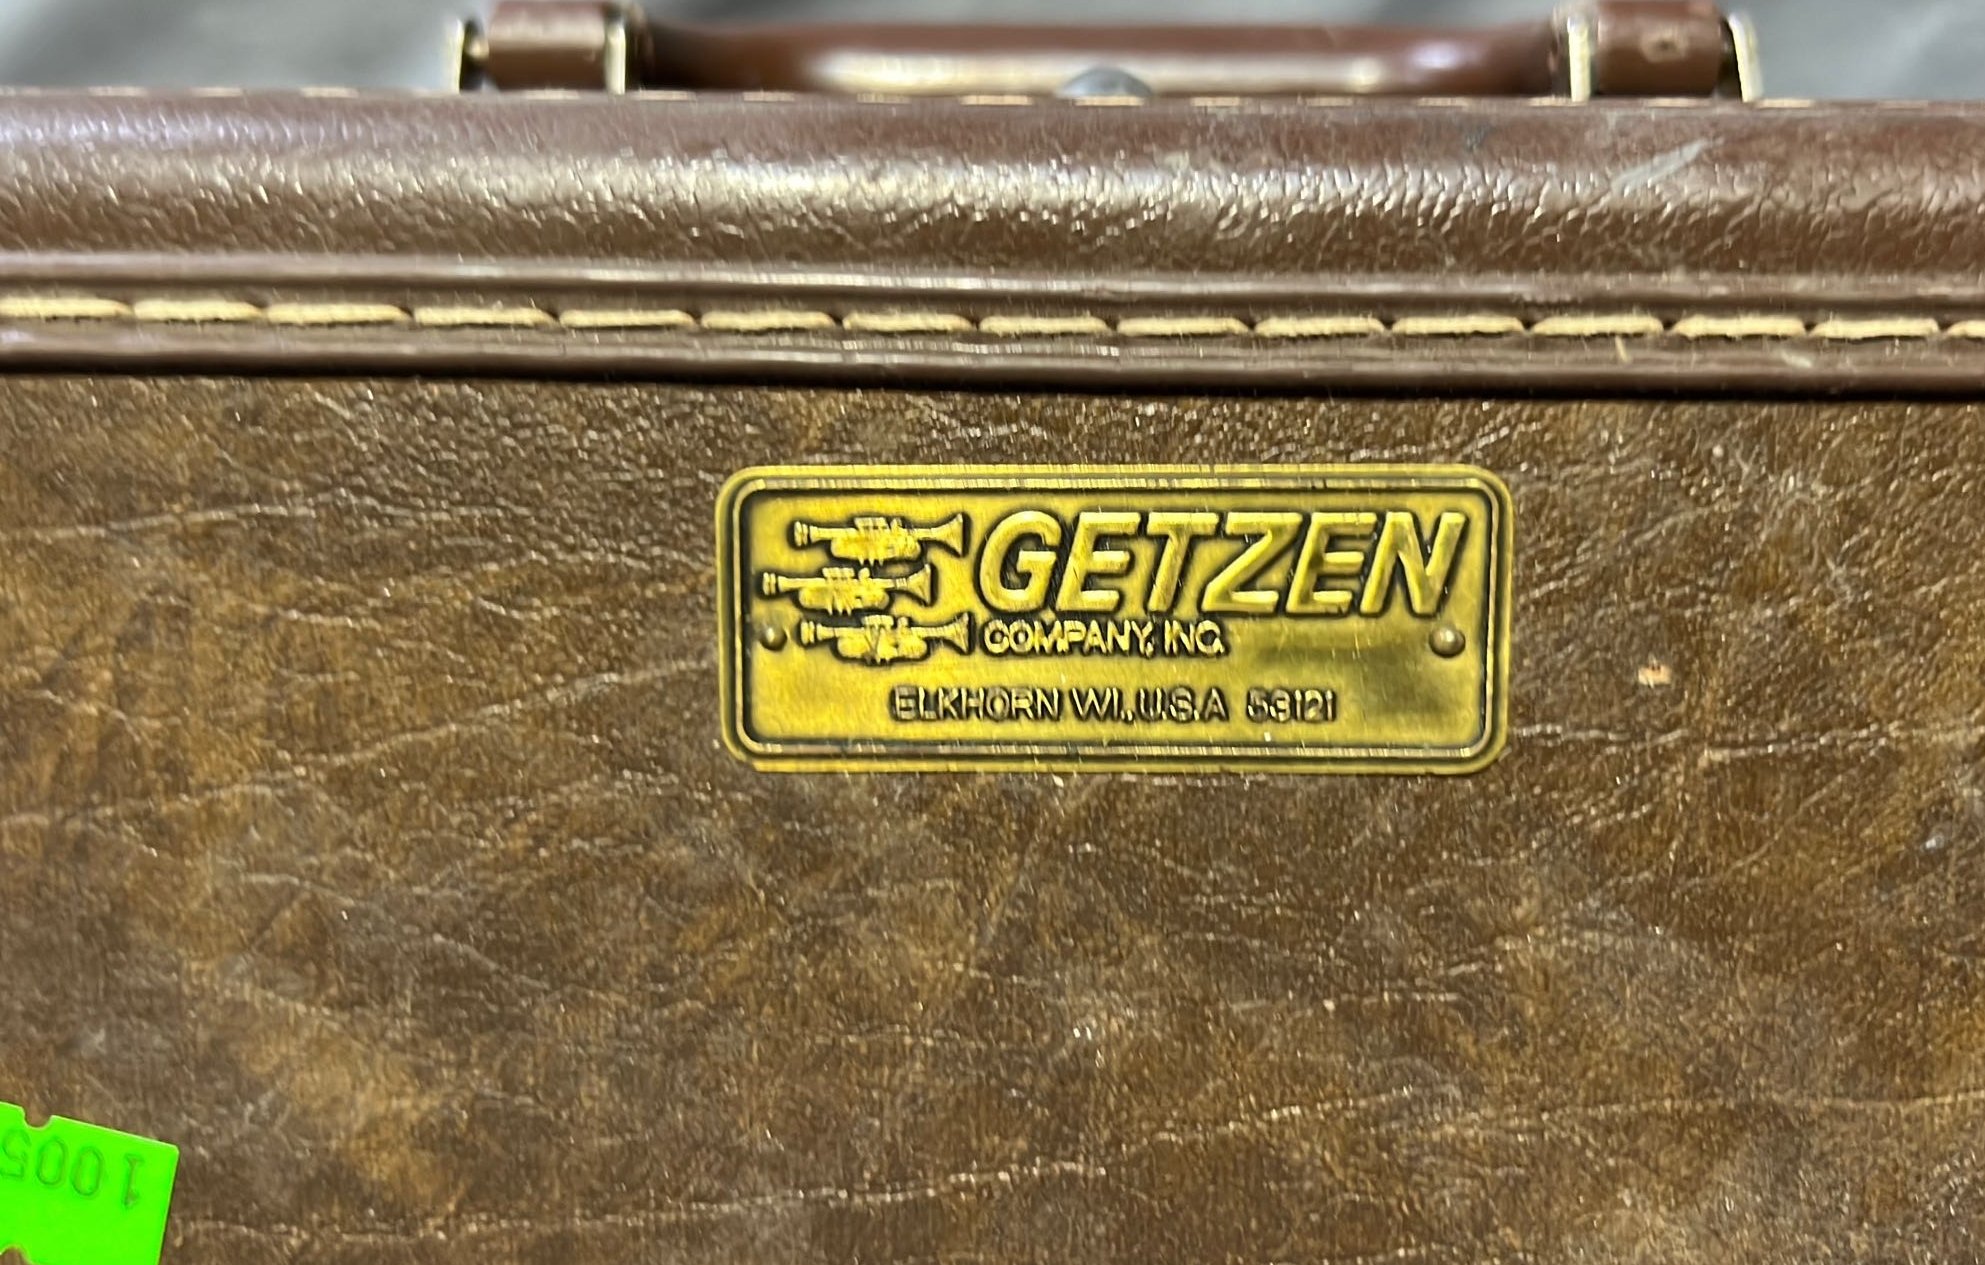 GETZEN
COMPANY, INC.
ELKHORN WI., U.S.A 53121
1005